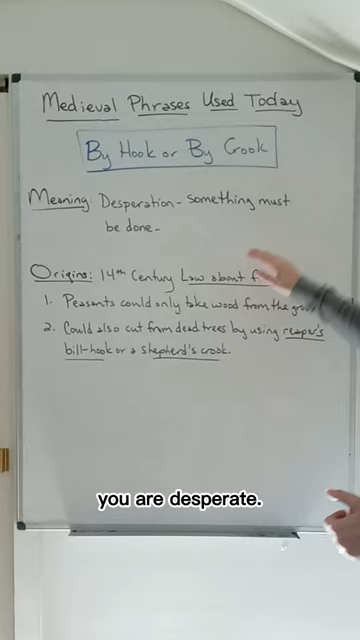 Medieval Phrases Used Today
By Hook or By Crook
Meaning: Desperation - something must
be done -
Origins: 14th Century Law about
1. Peasants could only take wood from the
2. Could also cut from dead trees by using reaper's
bill-hook or a shepherd's crook.
you are desperate.